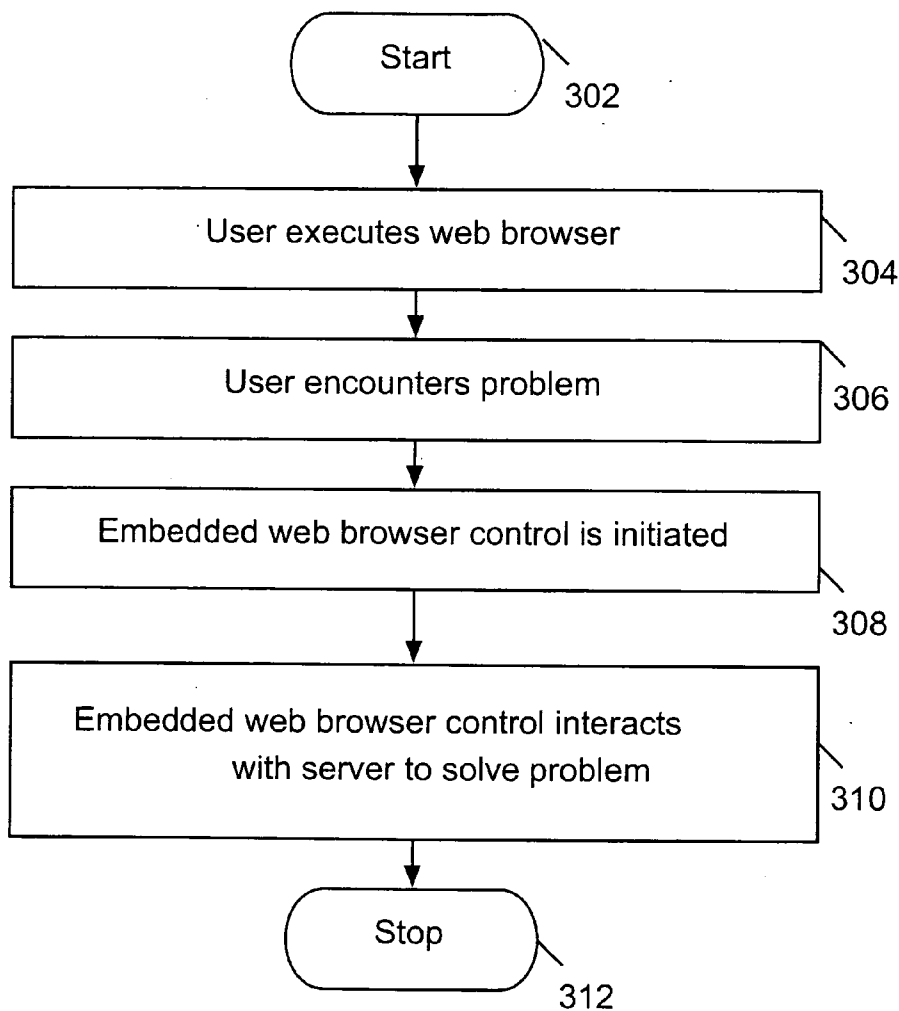 Start
302
User executes web browser
304
User encounters problem
306
Embedded web browser control is initiated
308
Embedded web browser control interacts
with server to solve problem
310
Stop
312